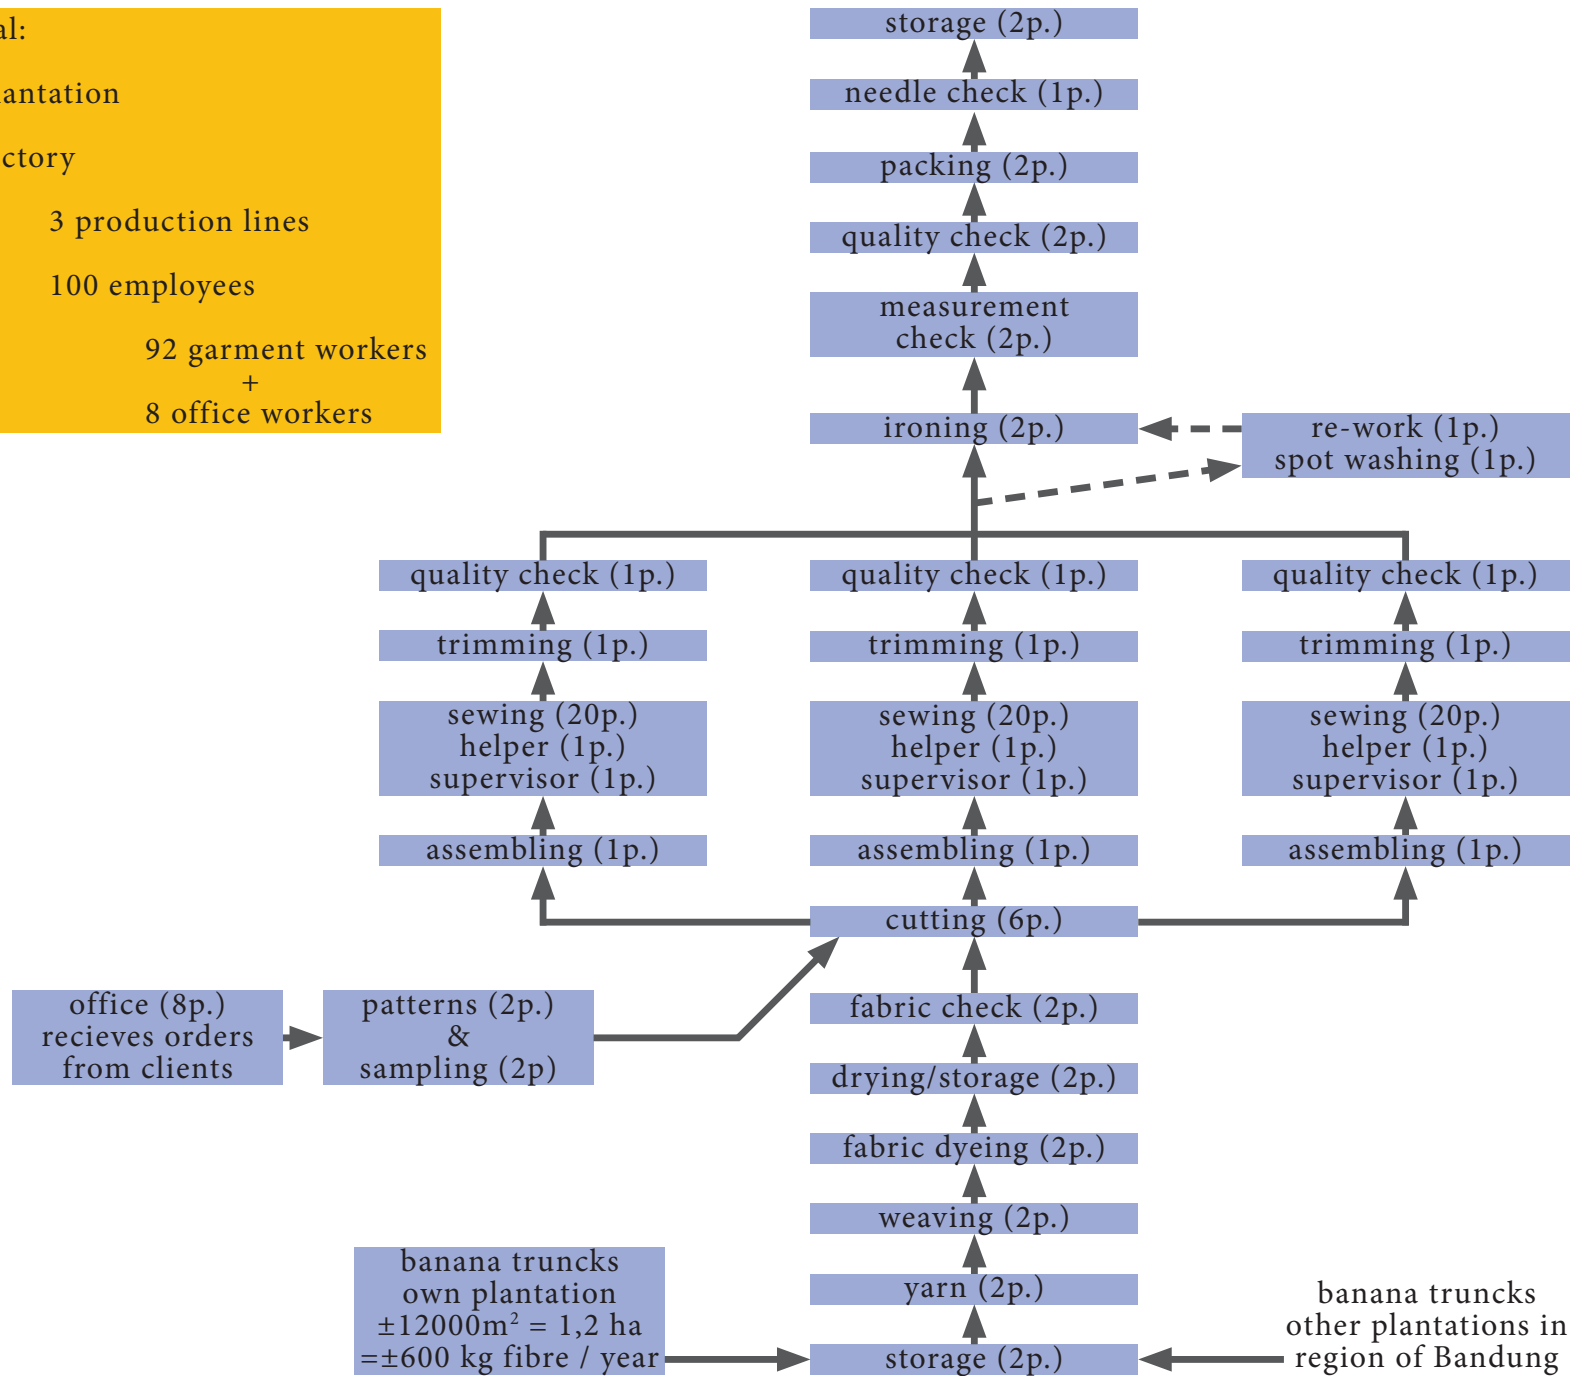 al:
lantation
ctory
3 production lines
100 employees
92 garment workers
+
8 office workers
storage (2p.)
needle check (1p.)
packing (2p.)
quality check (2p.)
measurement
check (2p.)
ironing (2p.)
re-work (1p.)
spot washing (1p.)
quality check (1p.)
quality check (1p.)
quality check (1p.)
trimming (1p.)
trimming (1p.)
trimming (1p.)
sewing (20p.)
helper (1p.)
supervisor (1p.)
sewing (20p.)
helper (1p.)
supervisor (1p.)
sewing (20p.)
helper (1p.)
supervisor (1p.)
assembling (1p.)
assembling (1p.)
assembling (1p.)
cutting (6p.)
office (8p.)
recieves orders
from clients
patterns (2p.)
&
sampling (2p)
fabric check (2p.)
drying/storage (2p.)
fabric dyeing (2p.)
weaving (2p.)
yarn (2p.)
banana truncks
own plantation
±12000m² = 1,2 ha
=±600 kg fibre / year
storage (2p.)
banana truncks
other plantations in
region of Bandung